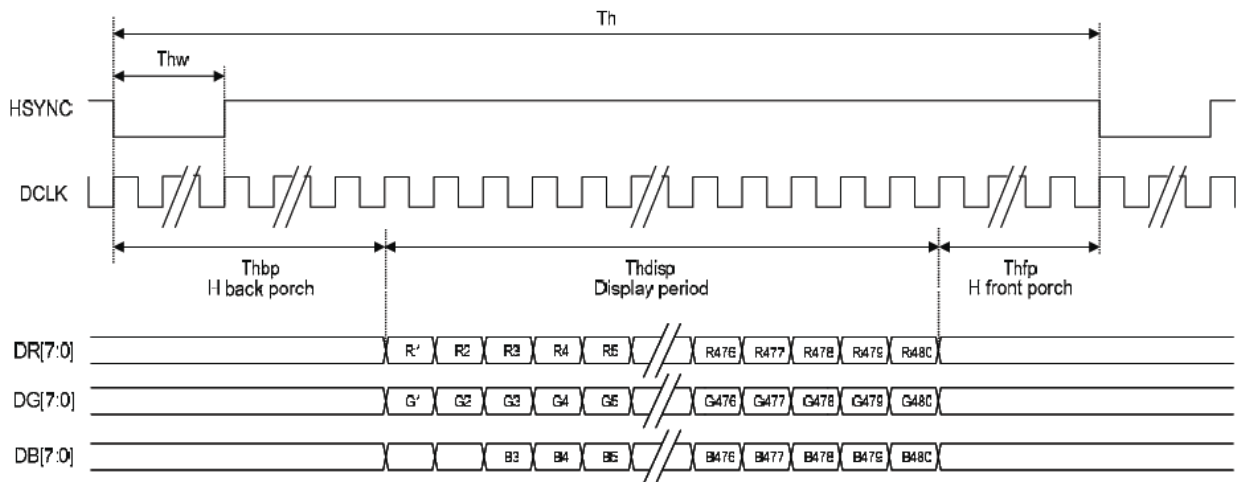 Th
Thw
HSYNC
DCLK
Thbp
H back porch
Thdisp
Display period
Thfp
H front porch
DR[7:0] R1 R2 R3 R4 R5 R476 R477 R478 R479 R480
DG[7:0] G1 G2 G3 G4 G5 G476 G477 G478 G479 G480
DB[7:0] B3 B4 B5 B476 B477 B478 B479 B480